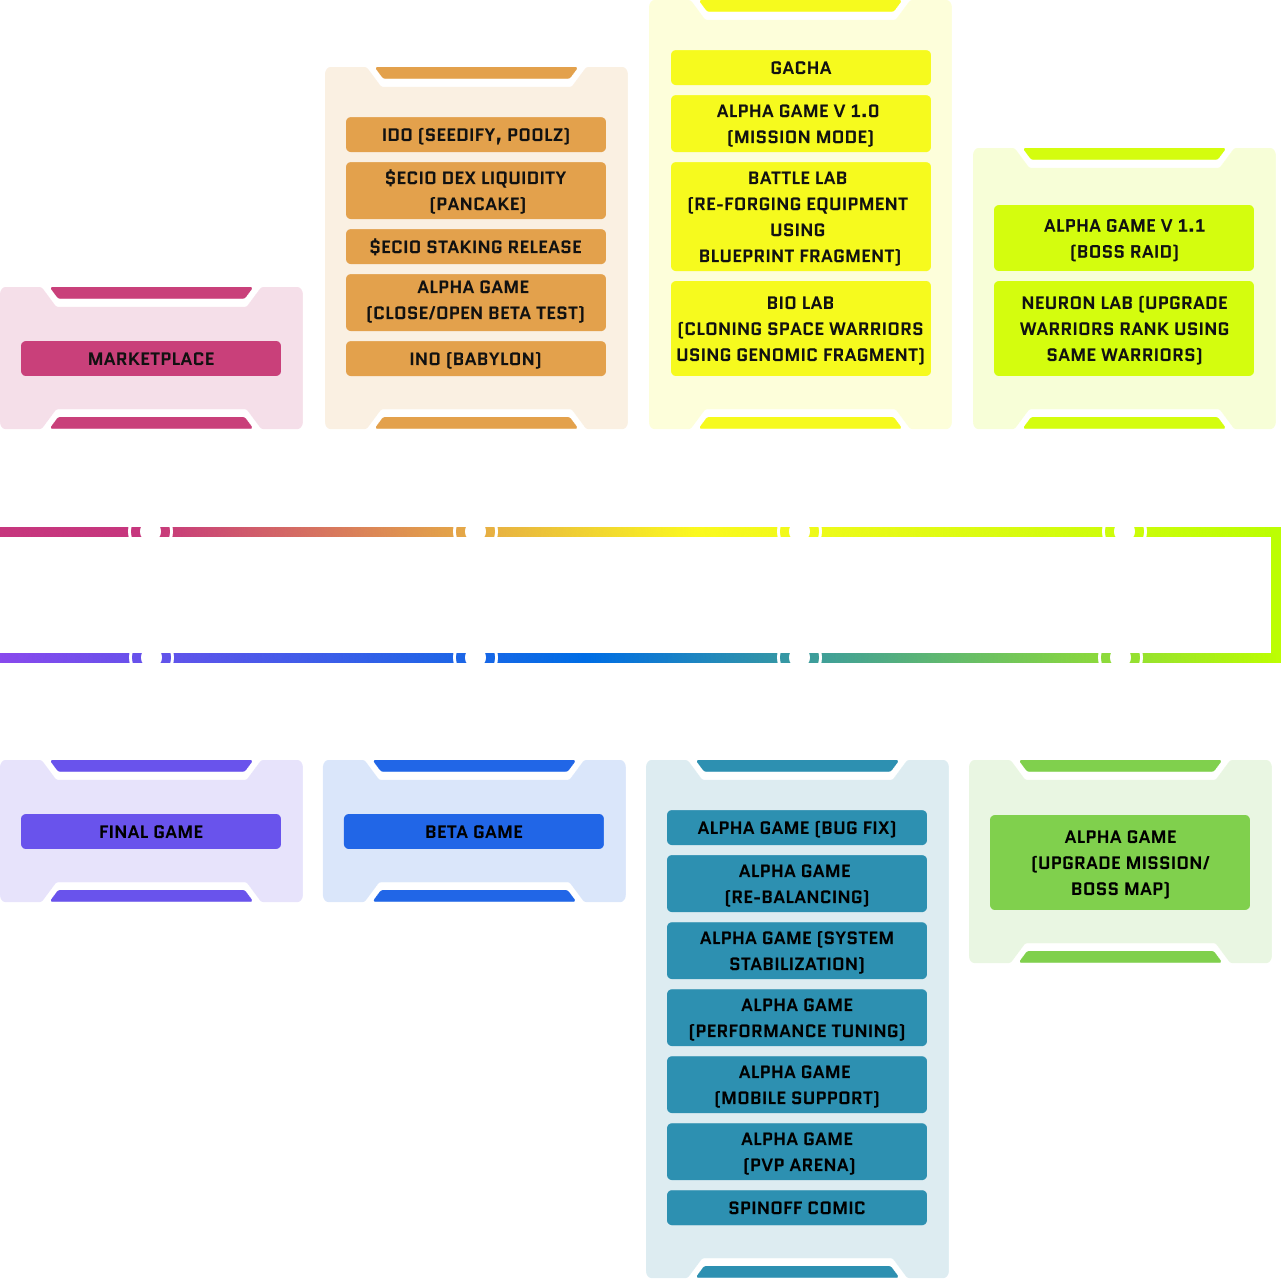 MARKETPLACE
IDO (SEEDIFY, POOLZ)
$ECIO DEX LIQUIDITY
(PANCAKE)
$ECIO STAKING RELEASE
ALPHA GAME
(CLOSE/OPEN BETA TEST)
INO (BABYLON)
GACHA
ALPHA GAME V 1.0
(MISSION MODE)
BATTLE LAB
(RE-FORGING EQUIPMENT
USING
BLUEPRINT FRAGMENT)
BIO LAB
(CLONING SPACE WARRIORS
USING GENOMIC FRAGMENT)
ALPHA GAME V 1.1
(BOSS RAID)
NEURON LAB (UPGRADE
WARRIORS RANK USING
SAME WARRIORS)
FINAL GAME
BETA GAME
ALPHA GAME (BUG FIX)
ALPHA GAME
(RE-BALANCING)
ALPHA GAME (SYSTEM
STABILIZATION)
ALPHA GAME
(PERFORMANCE TUNING)
ALPHA GAME
(MOBILE SUPPORT)
ALPHA GAME
(PVP ARENA)
SPINOFF COMIC
ALPHA GAME
(UPGRADE MISSION/
BOSS MAP)